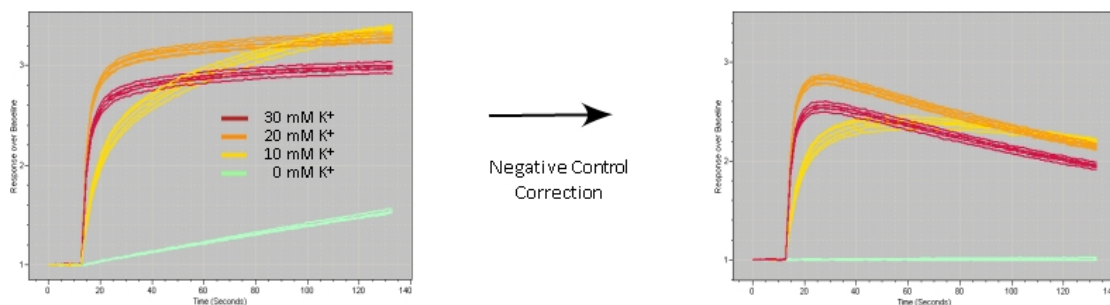 Response over Baseline
3
2
1
30 mM K+
20 mM K+
10 mM K+
0 mM K+
0 20 40 60 80 100 120 140
Time (Seconds)
Negative Control
Correction
Response over Baseline
3
2
1
0 20 40 60 80 100 120 140
Time (Seconds)